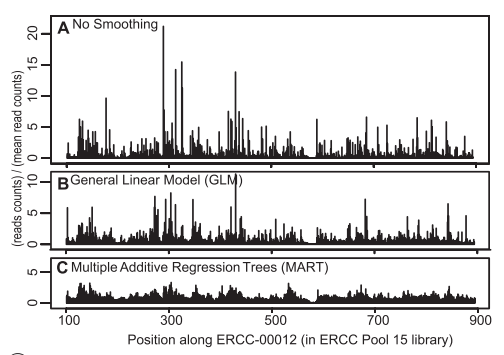 A No Smoothing
20
15
10
5
0
(reads counts) / (mean read counts)
B General Linear Model (GLM)
10
5
0
C Multiple Additive Regression Trees (MART)
5
0
100 300 500 700 900
Position along ERCC-00012 (in ERCC Pool 15 library)